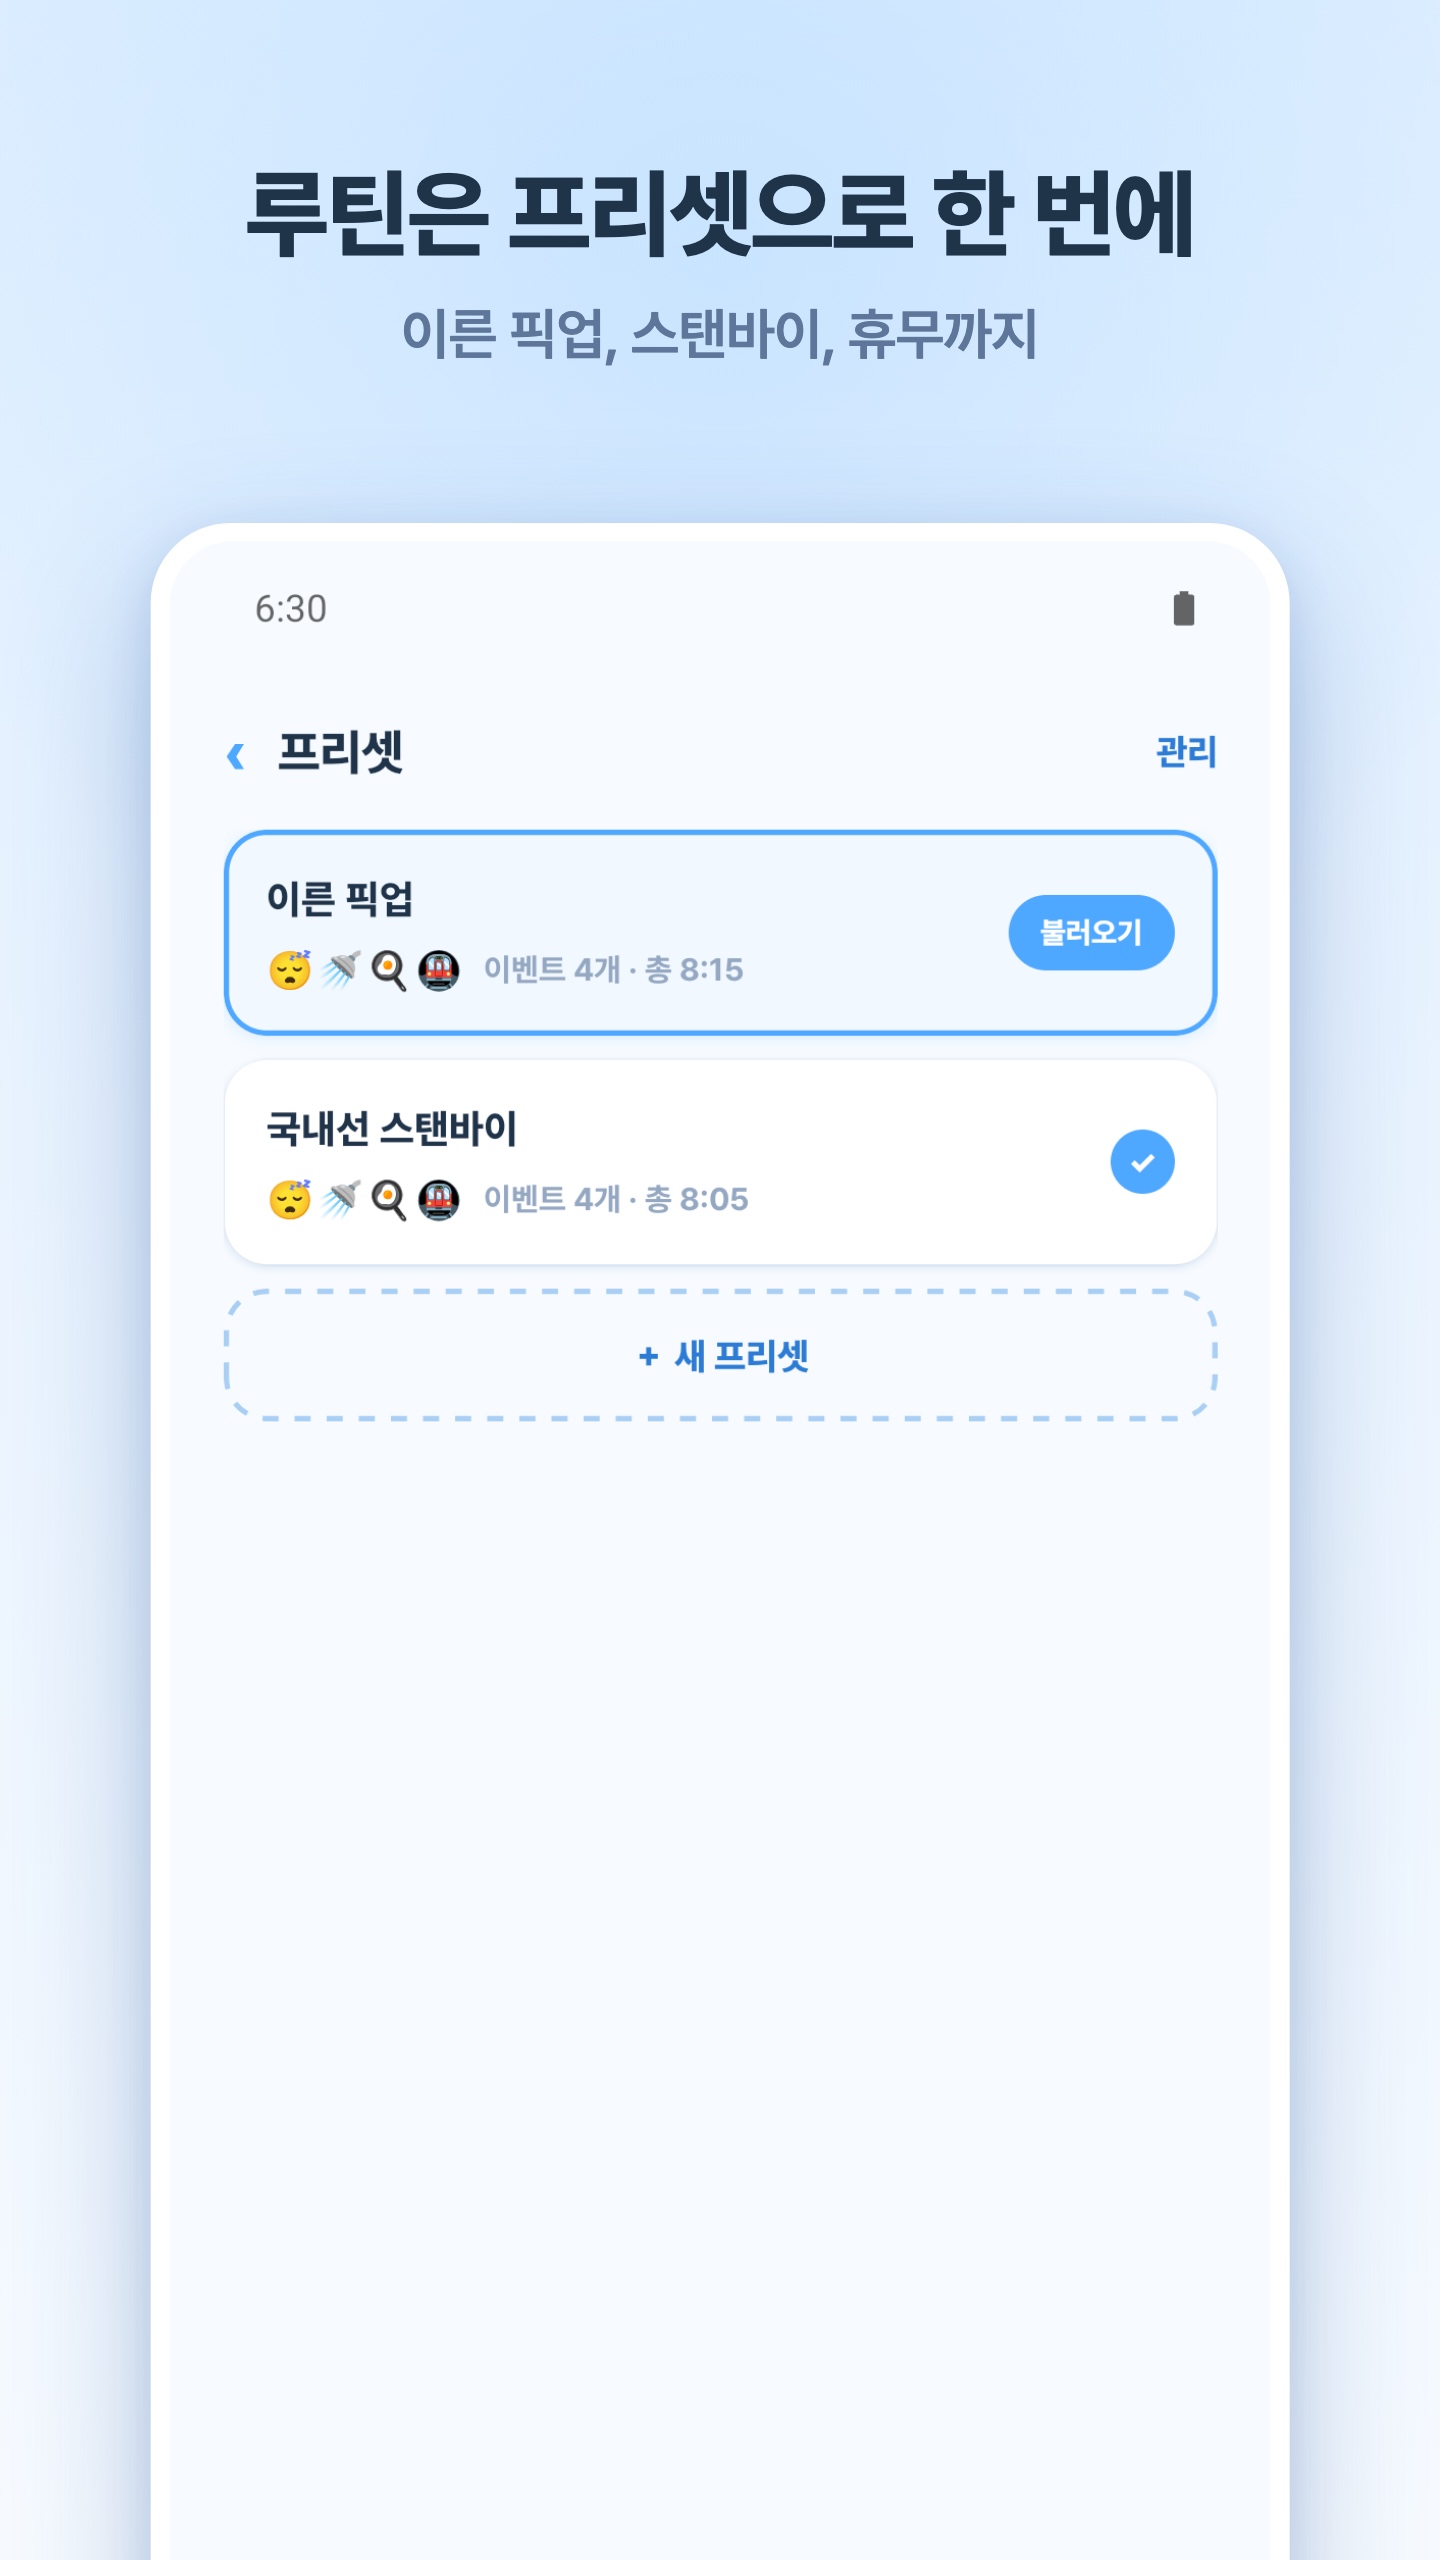 루틴은 프리셋으로 한 번에
이른 픽업, 스탠바이, 휴무까지
6:30
‹ 프리셋
관리
이른 픽업
불러오기
😴🚿🍳🚇 이벤트 4개 · 총 8:15
국내선 스탠바이
😴🚿🍳🚇 이벤트 4개 · 총 8:05
+ 새 프리셋